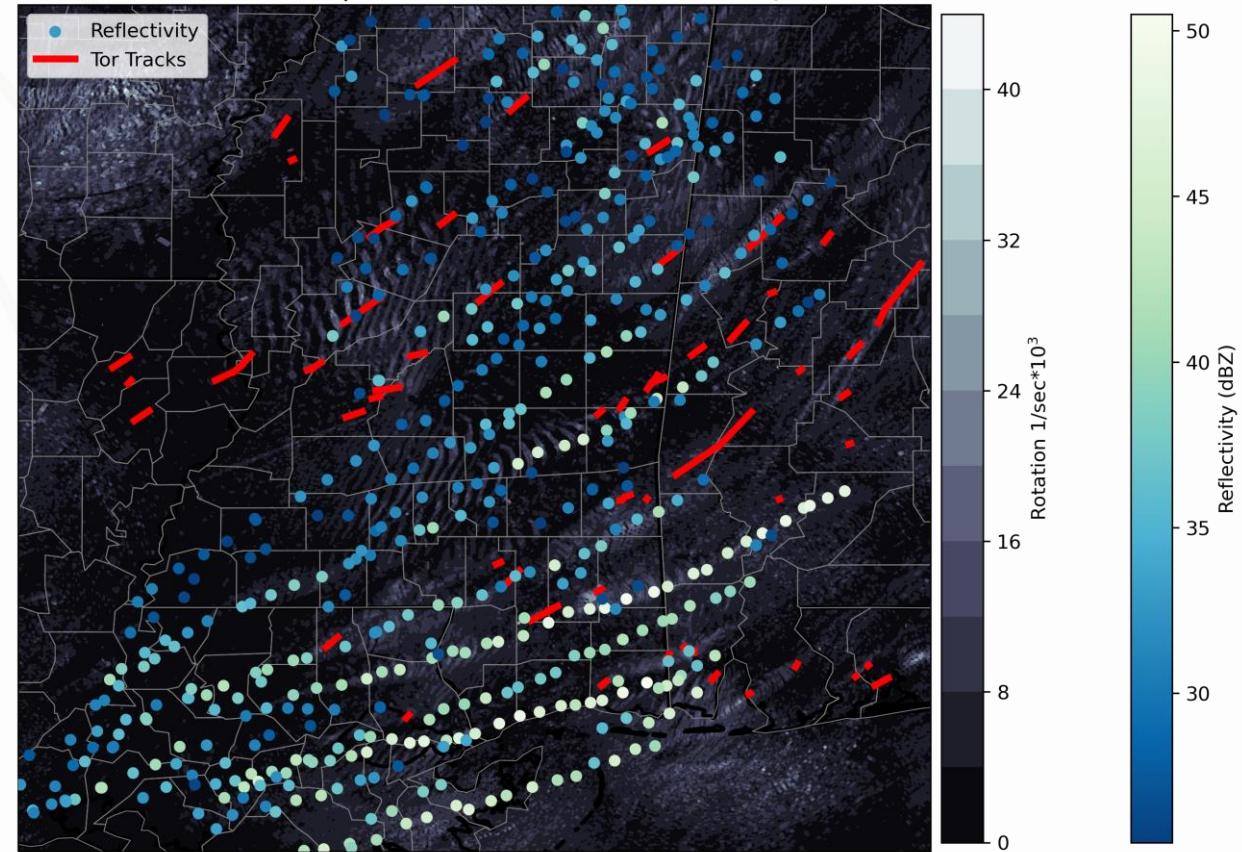 Reflectivity
Tor Tracks
40
32
24
16
8
0
Rotation 1/sec*10³
50
45
40
35
30
Reflectivity (dBZ)